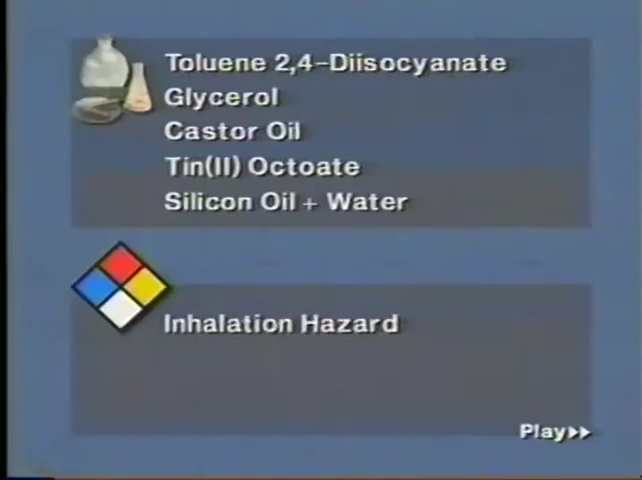 Toluene 2,4-Diisocyanate
Glycerol
Castor Oil
Tin(II) Octoate
Silicon Oil + Water
Inhalation Hazard
Play▸▸